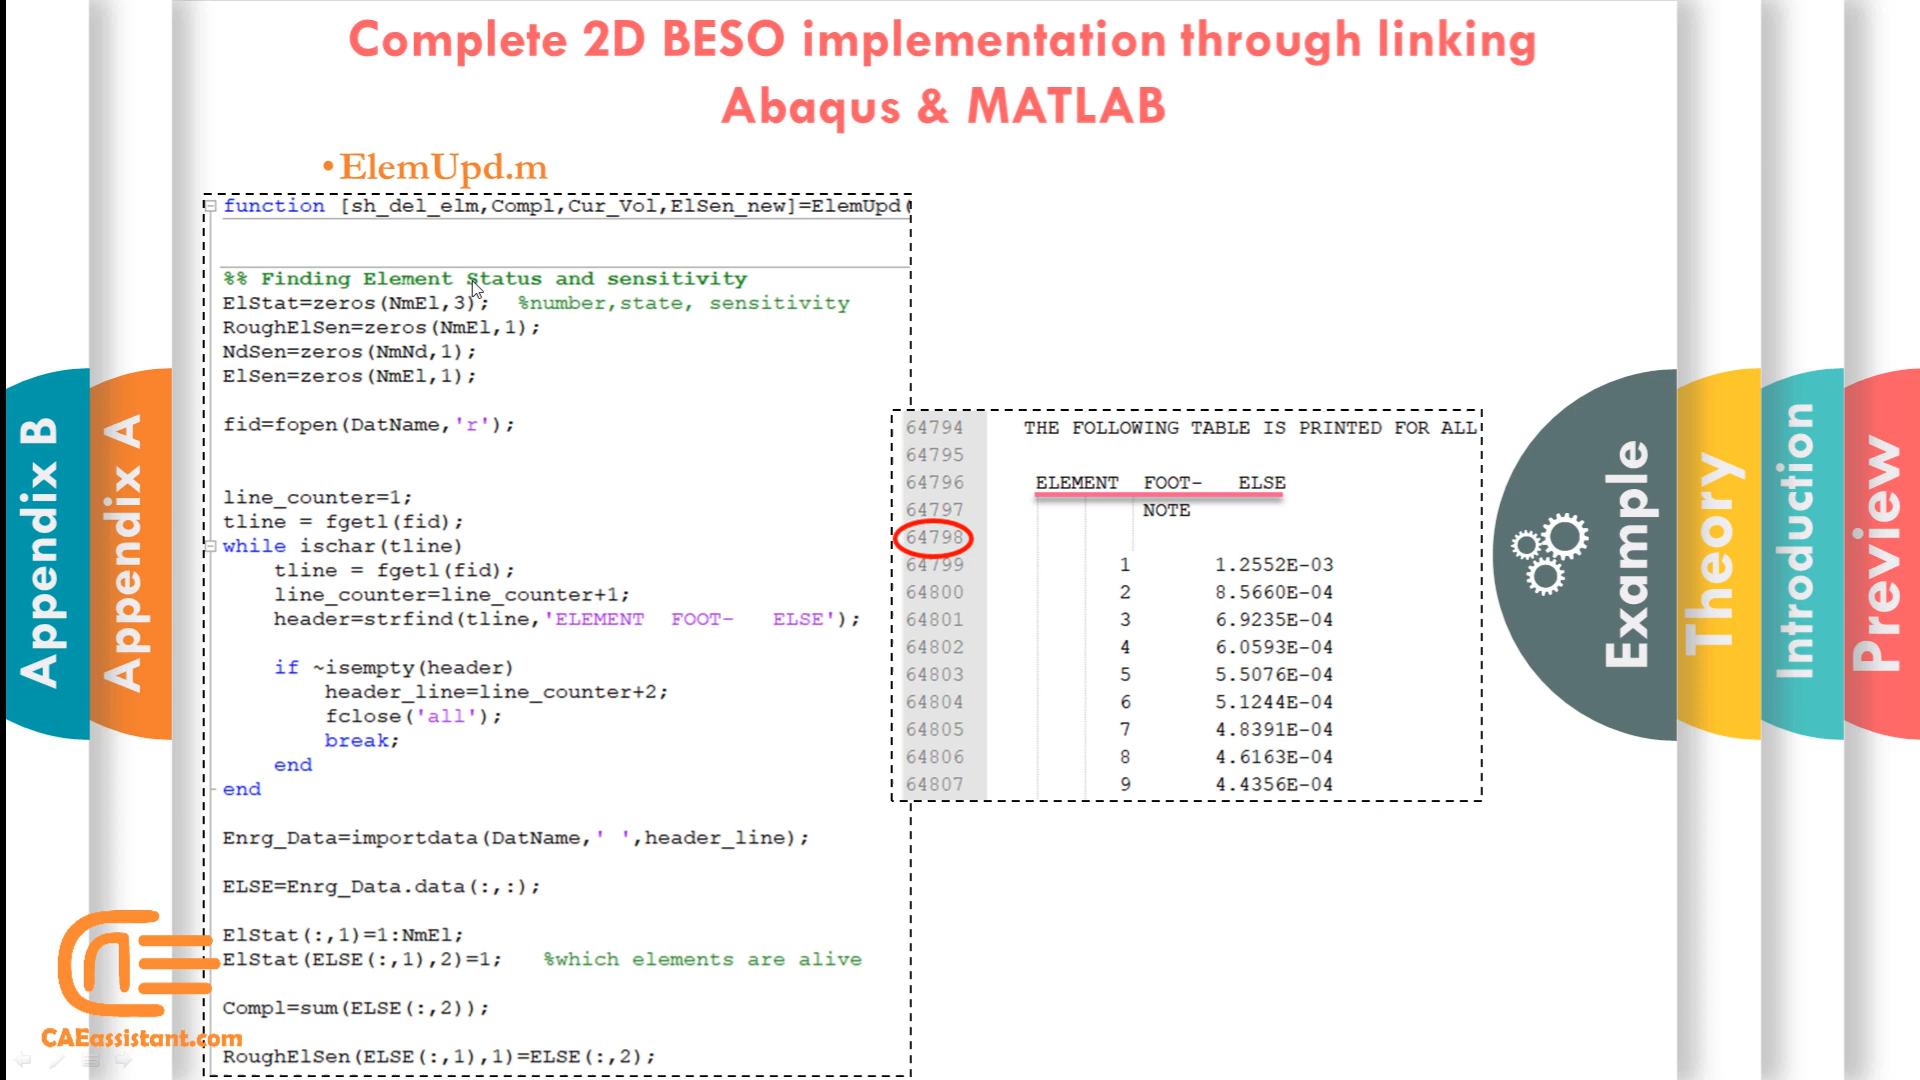 Complete 2D BESO implementation through linking
Abaqus & MATLAB
•ElemUpd.m
function [sh_del_elm,Compl,Cur_Vol,ElSen_new]=ElemUpd(
%% Finding Element Status and sensitivity
ElStat=zeros(NmEl,3);  %number,state, sensitivity
RoughElSen=zeros(NmEl,1);
NdSen=zeros(NmNd,1);
ElSen=zeros(NmEl,1);
fid=fopen(DatName,'r');
line_counter=1;
tline = fgetl(fid);
while ischar(tline)
    tline = fgetl(fid);
    line_counter=line_counter+1;
    header=strfind(tline,'ELEMENT  FOOT-   ELSE');
    if ~isempty(header)
        header_line=line_counter+2;
        fclose('all');
        break;
    end
end
Enrg_Data=importdata(DatName,' ',header_line);
ELSE=Enrg_Data.data(:,:);
ElStat(:,1)=1:NmEl;
ElStat(ELSE(:,1),2)=1;   %which elements are alive
Compl=sum(ELSE(:,2));
RoughElSen(ELSE(:,1),1)=ELSE(:,2);
64794 THE FOLLOWING TABLE IS PRINTED FOR ALL
64795
64796 ELEMENT  FOOT-   ELSE
64797 NOTE
64798
64799 1 1.2552E-03
64800 2 8.5660E-04
64801 3 6.9235E-04
64802 4 6.0593E-04
64803 5 5.5076E-04
64804 6 5.1244E-04
64805 7 4.8391E-04
64806 8 4.6163E-04
64807 9 4.4356E-04
Appendix B
Appendix A
Example
Theory
Introduction
Preview
CAEassistant.com